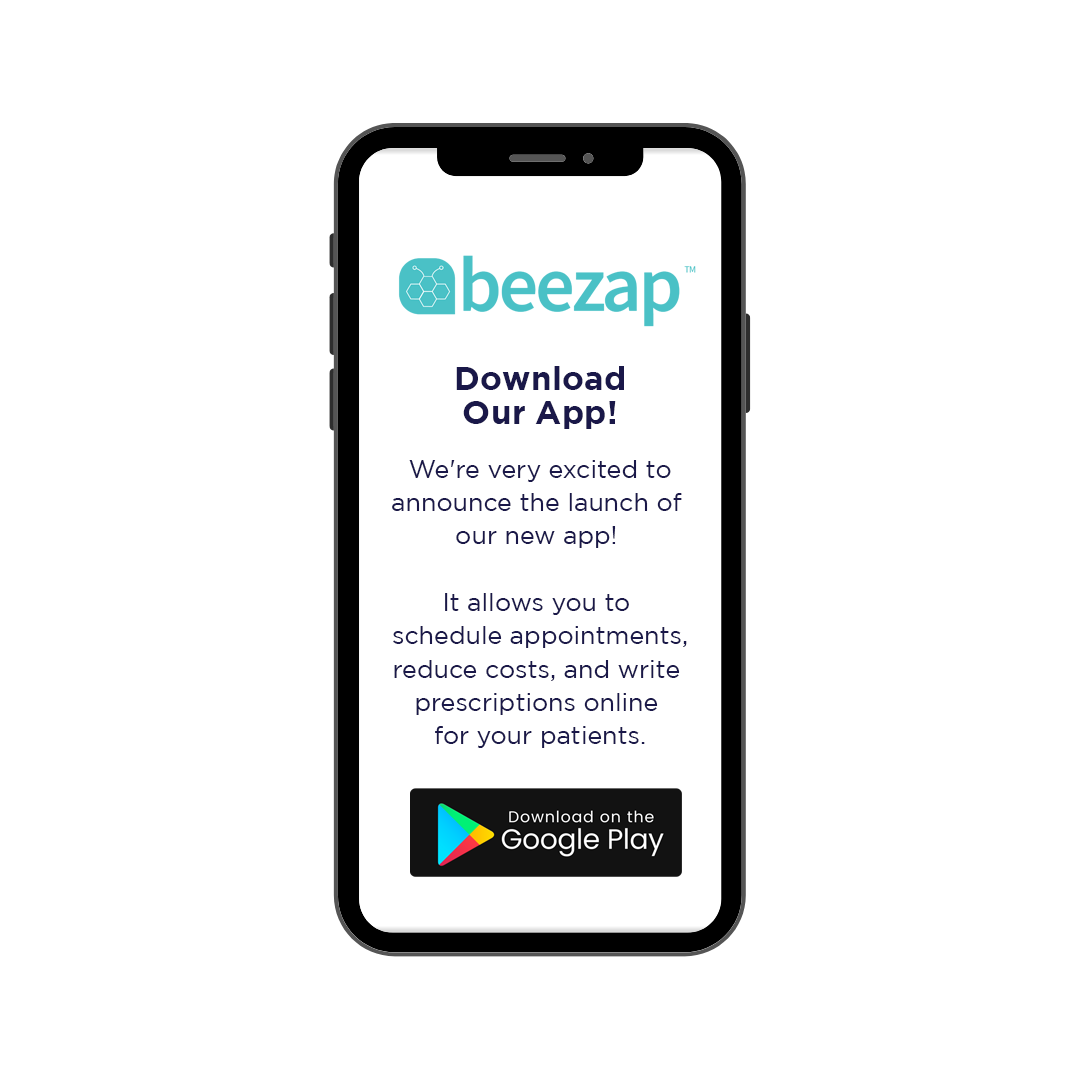 beezap™
Download
Our App!
We're very excited to
announce the launch of
our new app!
It allows you to
schedule appointments,
reduce costs, and write
prescriptions online
for your patients.
Download on the
Google Play